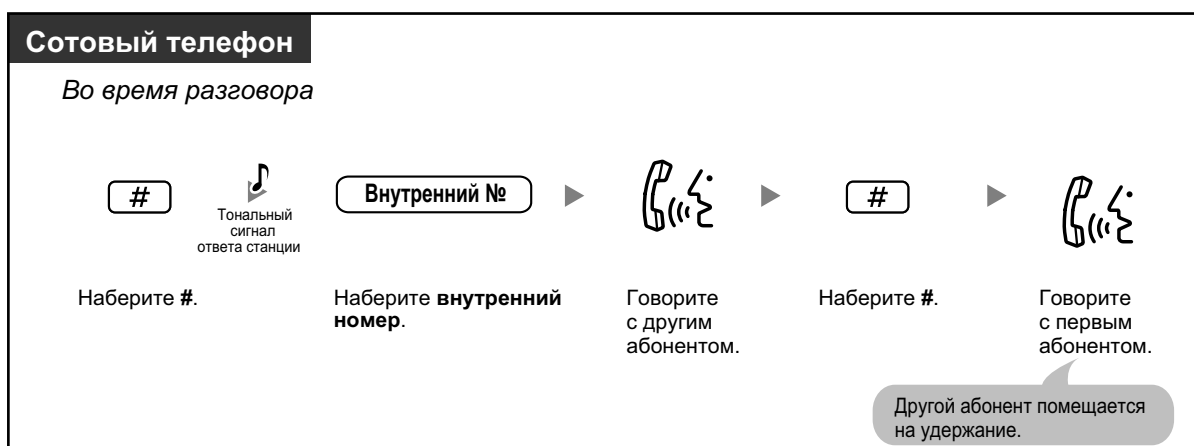 Сотовый телефон
Во время разговора
#
Тональный
сигнал
ответа станции
Внутренний №
#
Наберите #.
Наберите внутренний
номер.
Говорите
с другим
абонентом.
Наберите #.
Говорите
с первым
абонентом.
Другой абонент помещается
на удержание.